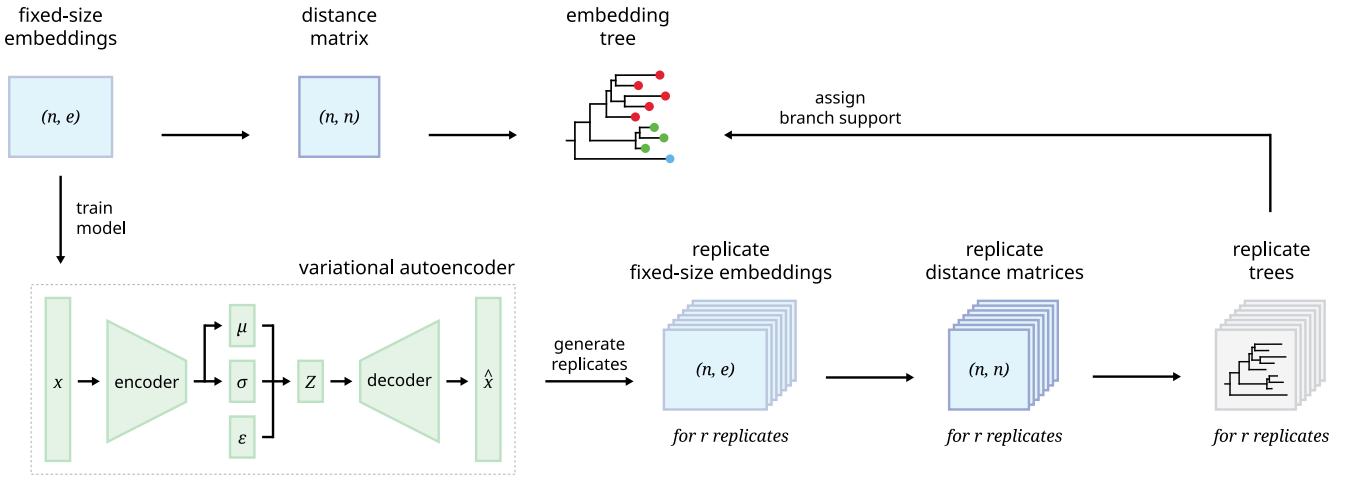 fixed-size
embeddings
distance
matrix
embedding
tree
(n, e)
(n, n)
assign
branch support
train
model
variational autoencoder
x
encoder
μ
σ
ε
Z
decoder
x̂
generate
replicates
replicate
fixed-size embeddings
(n, e)
for r replicates
replicate
distance matrices
(n, n)
for r replicates
replicate
trees
for r replicates